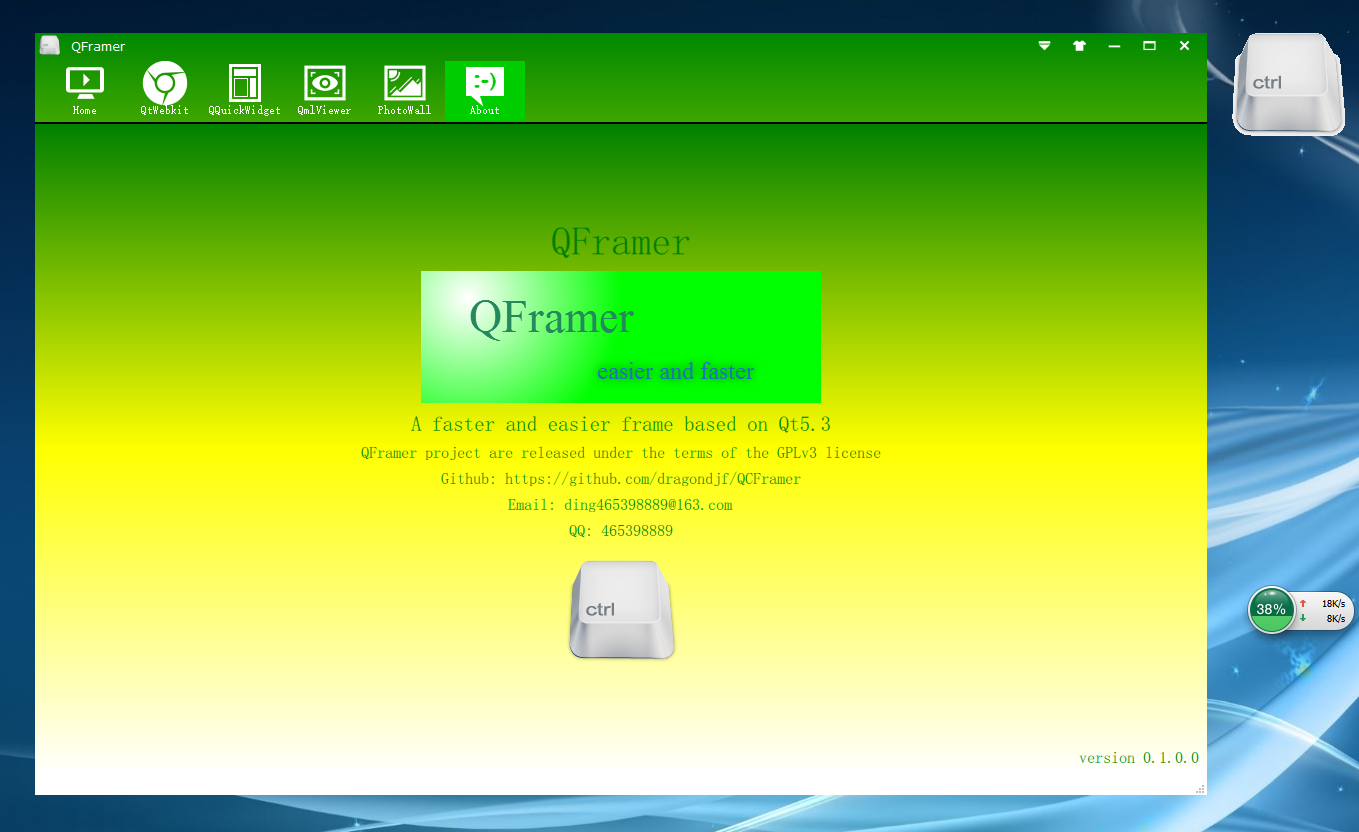 QFramer
Home
QtWebkit
QQuickWidget
QmlViewer
PhotoWall
About
ctrl
QFramer
QFramer
easier and faster
A faster and easier frame based on Qt5.3
QFramer project are released under the terms of the GPLv3 license
Github: https://github.com/dragondjf/QCFramer
Email: ding465398889@163.com
QQ: 465398889
ctrl
38%
18K/s
8K/s
version 0.1.0.0